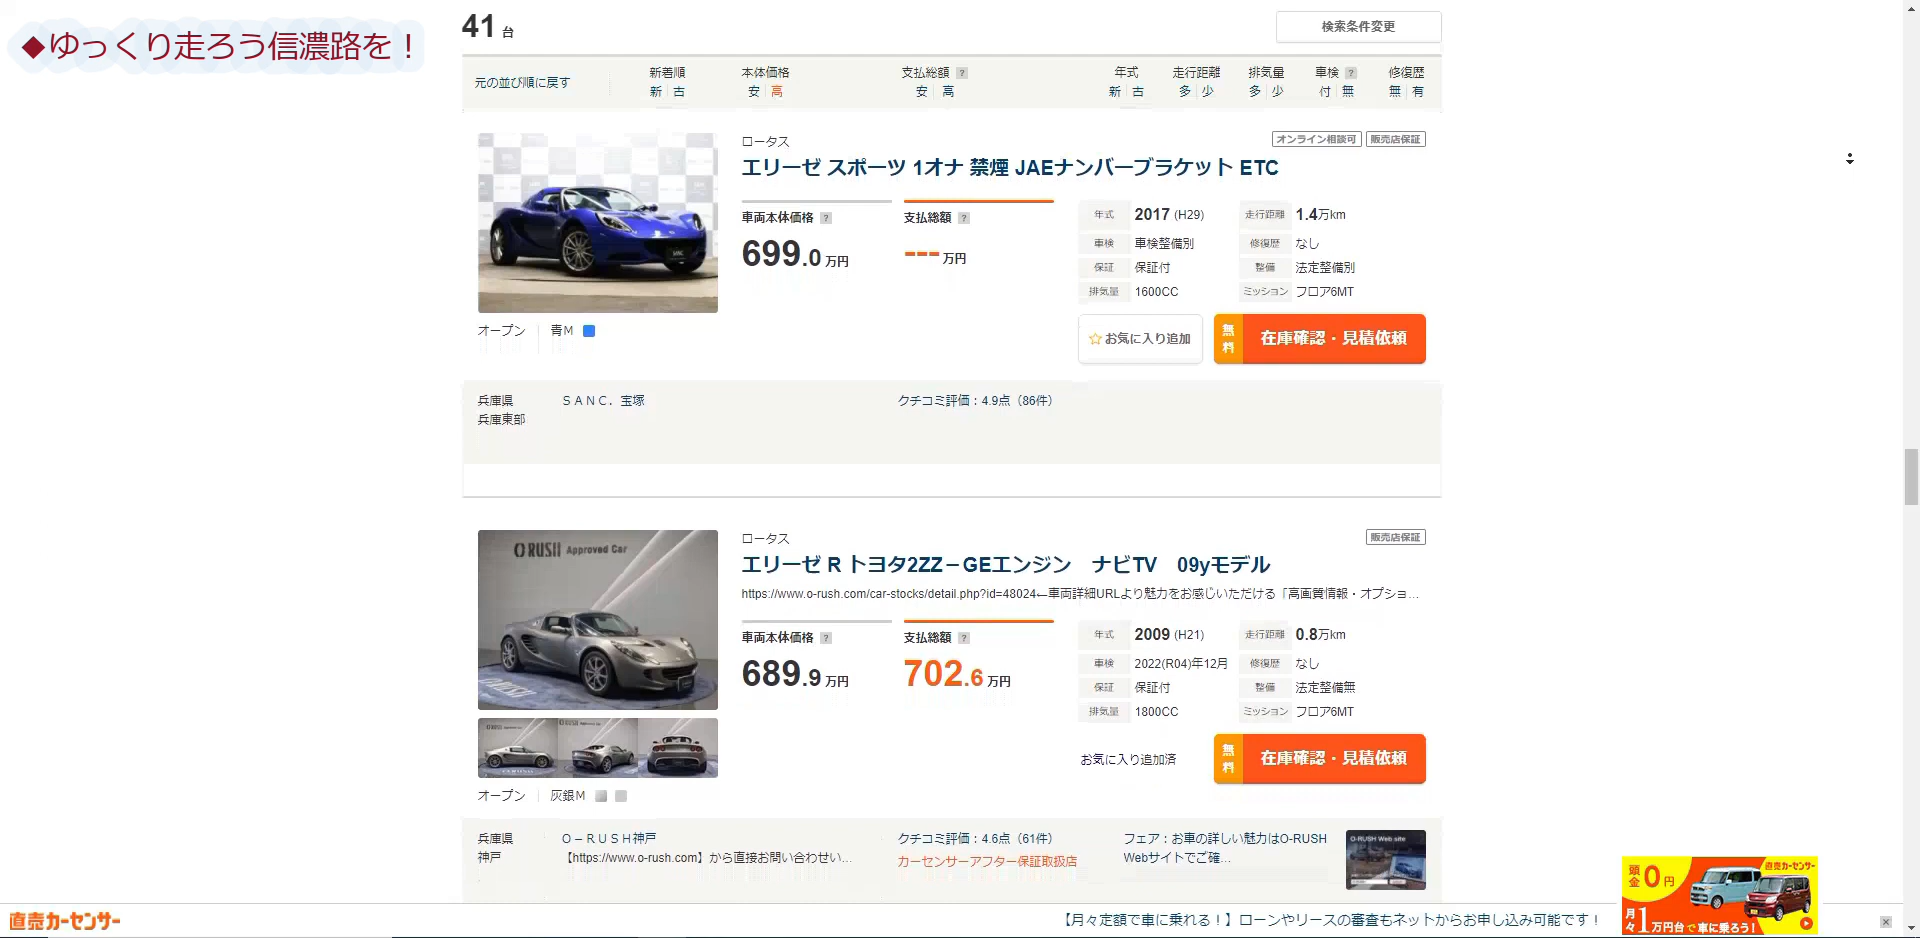 ◆ゆっくり走ろう信濃路を！
41 台
検索条件変更
元の並び順に戻す
新着順
新 古
本体価格
安 高
支払総額 ?
安 高
年式
新 古
走行距離
多 少
排気量
多 少
車検 ?
付 無
修復歴
無 有
ロータス
オンライン相談可 販売店保証
エリーゼ スポーツ 1オナ 禁煙 JAEナンバーブラケット ETC
車両本体価格 ?
699.0 万円
支払総額 ?
--- 万円
年式 2017 (H29) 走行距離 1.4万km
車検 車検整備別 修復歴 なし
保証 保証付 整備 法定整備別
排気量 1600CC ミッション フロア6MT
オープン 青M
☆お気に入り追加
無料 在庫確認・見積依頼
兵庫県
兵庫東部
ＳＡＮＣ．宝塚
クチコミ評価：4.9点（86件）
O RUSH Approved Car
ロータス
販売店保証
エリーゼ R トヨタ2ZZ－GEエンジン　ナビTV　09yモデル
https://www.o-rush.com/car-stocks/detail.php?id=48024←車両詳細URLより魅力をお感じいただける「高画質情報・オプショ...
車両本体価格 ?
689.9 万円
支払総額 ?
702.6 万円
年式 2009 (H21) 走行距離 0.8万km
車検 2022(R04)年12月 修復歴 なし
保証 保証付 整備 法定整備無
排気量 1800CC ミッション フロア6MT
お気に入り追加済
無料 在庫確認・見積依頼
オープン 灰銀M
兵庫県
神戸
Ｏ－ＲＵＳＨ神戸
【https://www.o-rush.com】から直接お問い合わせい...
クチコミ評価：4.6点（61件）
カーセンサーアフター保証取扱店
フェア：お車の詳しい魅力はO-RUSH
Webサイトでご確...
O-RUSH Web site
直売カーセンサー
【月々定額で車に乗れる！】ローンやリースの審査もネットからお申し込み可能です！
直売カーセンサー
頭金0円
月々1万円台で車に乗ろう！